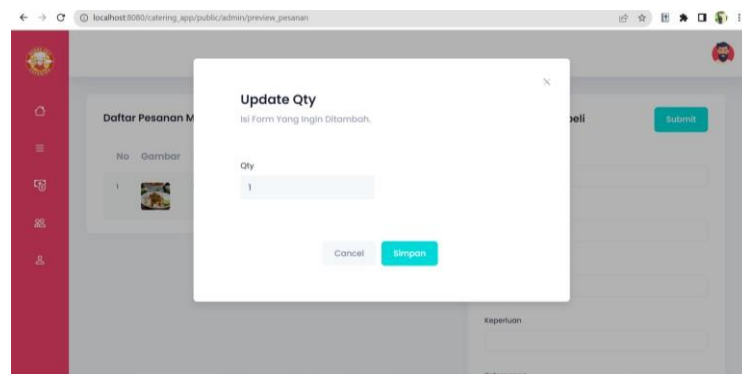 localhost:8080/catering_app/public/admin/preview_pesanan
Update Qty
Isi Form Yang Ingin Ditambah.
Daftar Pesanan M
beli
Submit
No Gambar
Qty
1
1
Cancel
Simpan
Keperluan